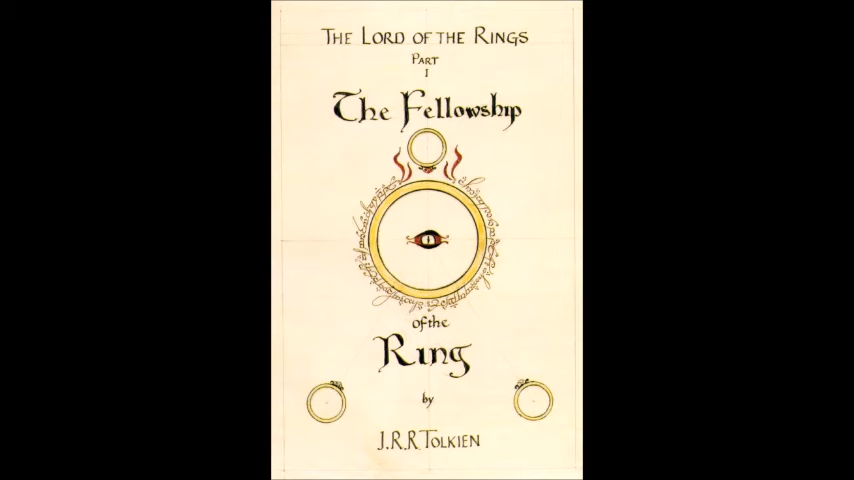 THE LORD OF THE RINGS
PART
I
The Fellowship
of the
Ring
by
J.R.R. TOLKIEN